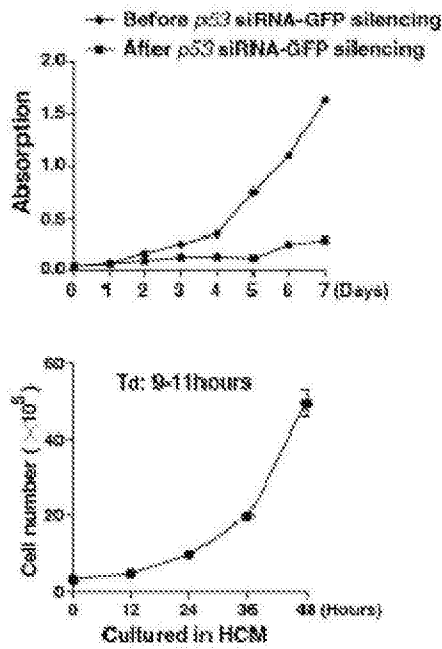 Before p53 siRNA-GFP silencing
After p53 siRNA-GFP silencing
Absorption
2.0
1.5
1.0
0.5
0.0
0 1 2 3 4 5 6 7 (Days)
Cell number (×10
60
40
20
0
Td: 9-11hours
0 12 24 36 48 (Hours)
Cultured in HCM